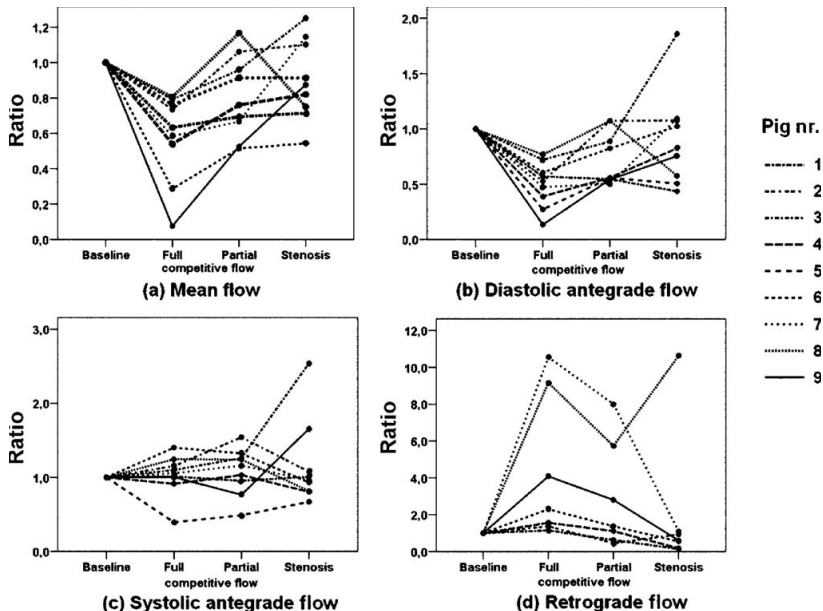 1,2
1,0
0,8
0,6
0,4
0,2
0,0
Ratio
Baseline Full Partial Stenosis
competitive flow
(a) Mean flow
2,0
1,5
1,0
0,5
0,0
Ratio
Baseline Full Partial Stenosis
competitive flow
(b) Diastolic antegrade flow
Pig nr.
1
2
3
4
5
6
7
8
9
3,0
2,0
1,0
0,0
Ratio
Baseline Full Partial Stenosis
competitive flow
(c) Systolic antegrade flow
12,0
10,0
8,0
6,0
4,0
2,0
0,0
Ratio
Baseline Full Partial Stenosis
competitive flow
(d) Retrograde flow